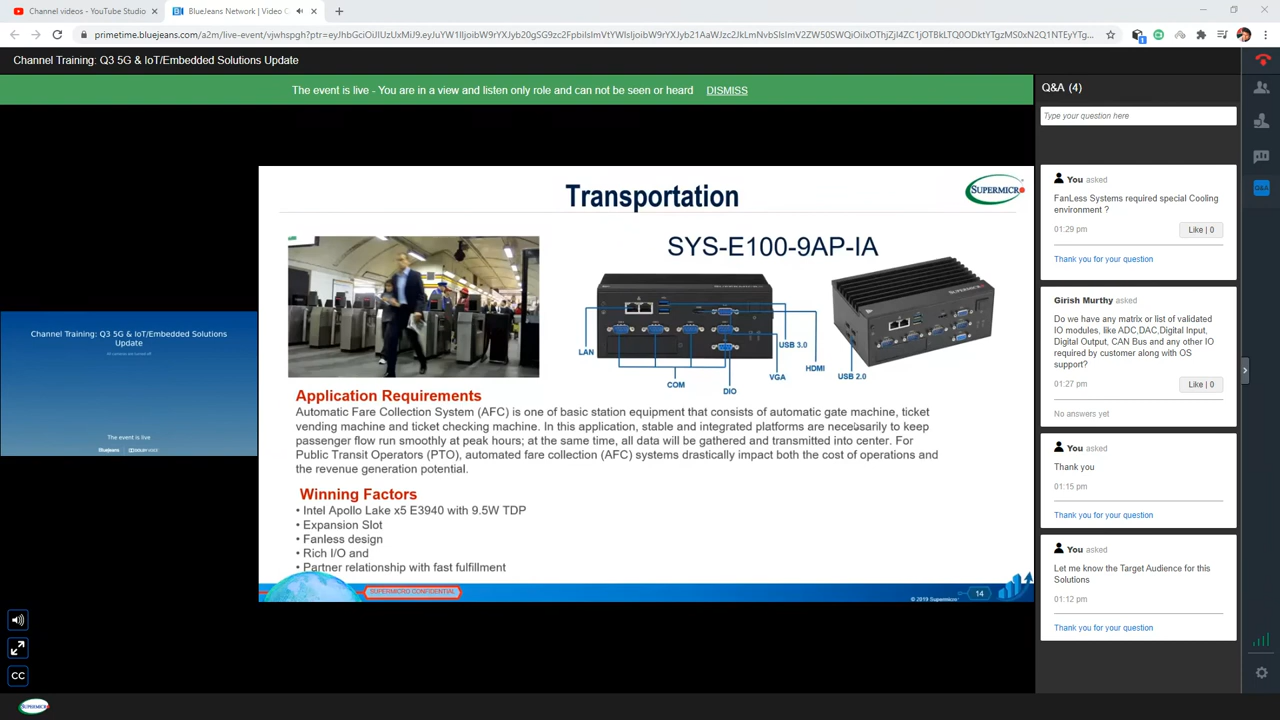 Channel videos - YouTube Studio
BlueJeans Network | Video C
Channel Training: Q3 5G & IoT/Embedded Solutions Update
The event is live - You are in a view and listen only role and can not be seen or heard DISMISS
Channel Training: Q3 5G & IoT/Embedded Solutions
Update
All cameras are turned off
The event is live
BlueJeans
Transportation
SUPERMICR
SYS-E100-9AP-IA
LAN
COM
DIO
VGA
HDMI
USB 3.0
USB 2.0
Application Requirements
Automatic Fare Collection System (AFC) is one of basic station equipment that consists of automatic gate machine, ticket
vending machine and ticket checking machine. In this application, stable and integrated platforms are necessarily to keep
passenger flow run smoothly at peak hours; at the same time, all data will be gathered and transmitted into center. For
Public Transit Operators (PTO), automated fare collection (AFC) systems drastically impact both the cost of operations and
the revenue generation potential.
Winning Factors
• Intel Apollo Lake x5 E3940 with 9.5W TDP
• Expansion Slot
• Fanless design
• Rich I/O and
• Partner relationship with fast fulfillment
SUPERMICRO CONFIDENTIAL
© 2019 Supermicro
14
Q&A (4)
Type your question here
You asked
FanLess Systems required special Cooling
environment ?
01:29 pm
Like | 0
Thank you for your question
Girish Murthy asked
Do we have any matrix or list of validated
IO modules, like ADC,DAC,Digital Input,
Digital Output, CAN Bus and any other IO
required by customer along with OS
support?
01:27 pm
Like | 0
No answers yet
You asked
Thank you
01:15 pm
Thank you for your question
You asked
Let me know the Target Audience for this
Solutions
01:12 pm
Thank you for your question
Q&A
CC
SUPERMICR